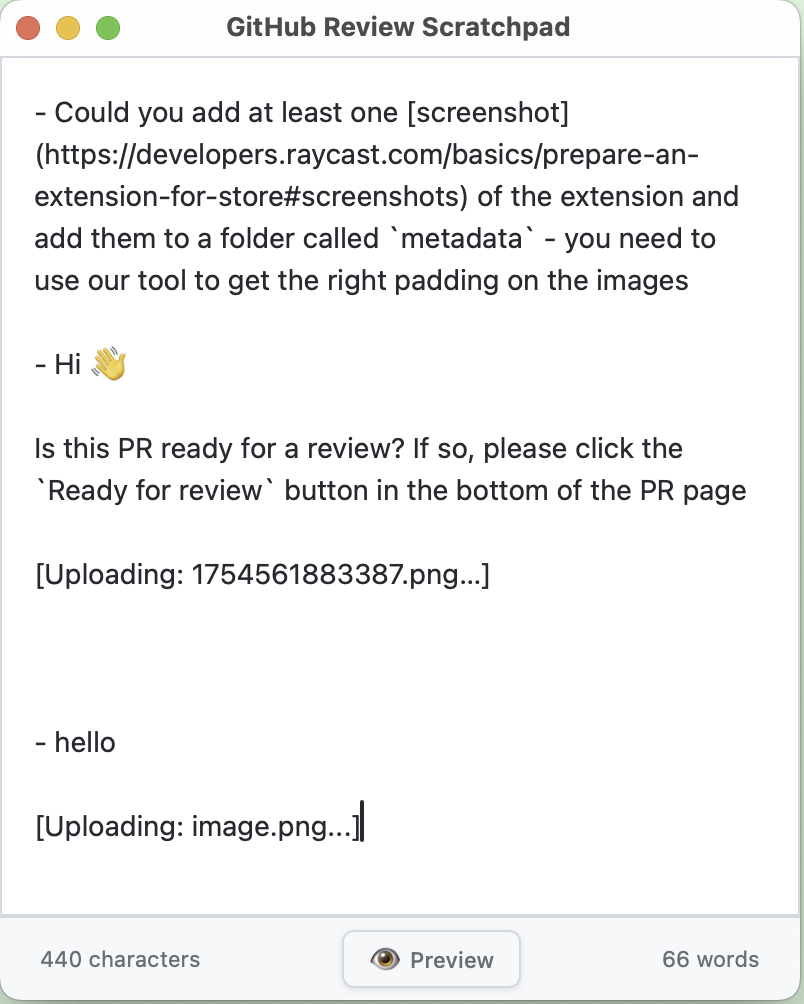 GitHub Review Scratchpad
- Could you add at least one [screenshot]
(https://developers.raycast.com/basics/prepare-an-
extension-for-store#screenshots) of the extension and
add them to a folder called `metadata` - you need to
use our tool to get the right padding on the images
- Hi 👋
Is this PR ready for a review? If so, please click the
`Ready for review` button in the bottom of the PR page
[Uploading: 1754561883387.png...]
- hello
[Uploading: image.png...]
440 characters
👁️ Preview
66 words